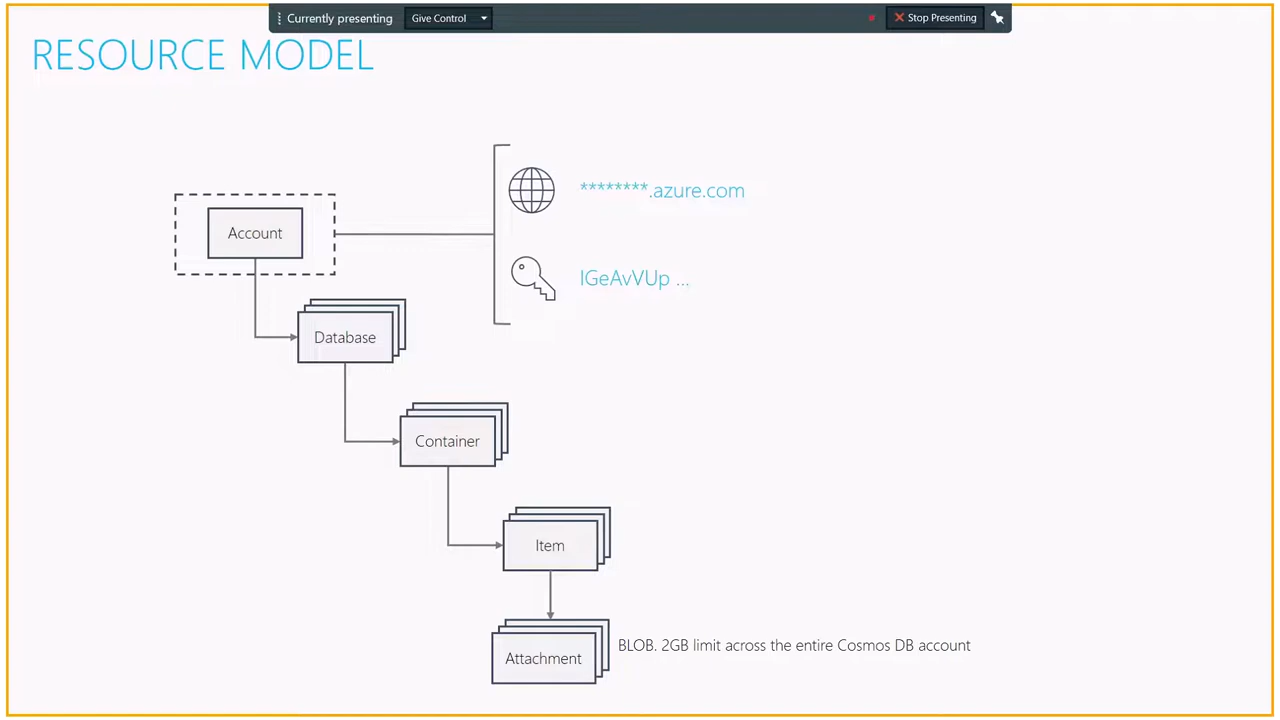 Currently presenting
Give Control
Stop Presenting
RESOURCE MODEL
********.azure.com
Account
IGeAvVUp ...
Database
Container
Item
BLOB. 2GB limit across the entire Cosmos DB account
Attachment